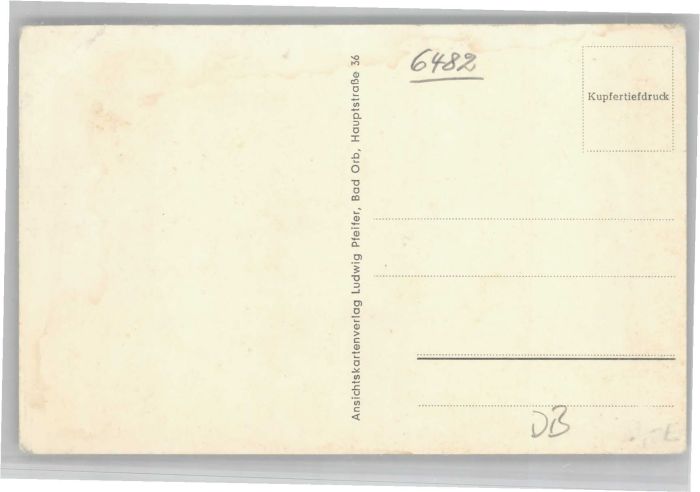 Ansichtskartenverlag Ludwig Pfeifer, Bad Orb, Hauptstraße 36
6482
Kupfertiefdruck
DB